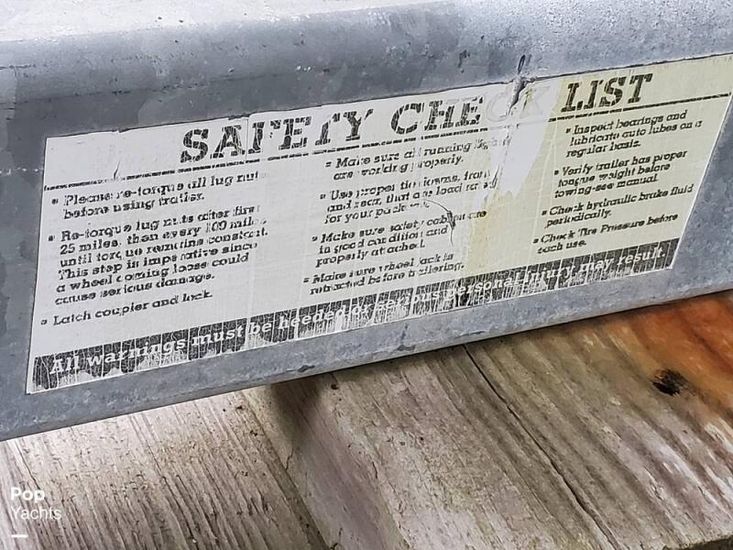 SAFETY CHECK LIST
• Please re-torque all lug nuts
before using trailer.
• Re-torque lug nuts after first
25 miles, then every 100 miles,
until torque remains constant.
This step is imperative since
a wheel coming loose could
cause serious damage.
• Latch coupler and lock.
• Make sure all running lights
are working properly.
• Use proper tie downs, front
and rear, that are load rated
for your package.
• Make sure safety cables are
in good condition and
properly attached.
• Make sure wheel jack is
retracted before trailering.
• Inspect bearings and
lubricate auto lubes on a
regular basis.
• Verify trailer has proper
tongue weight before
towing-see manual.
• Check hydraulic brake fluid
periodically.
• Check Tire Pressure before
each use.
All warnings must be heeded or serious personal injury may result.
Pop
Yachts